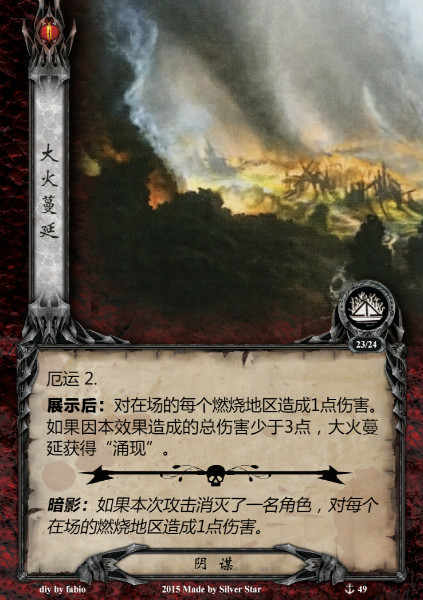 大火蔓延
23/24
厄运 2.
展示后：对在场的每个燃烧地区造成1点伤害。
如果因本效果造成的总伤害少于3点，大火蔓
延获得“涌现”。
暗影：如果本次攻击消灭了一名角色，对每个
在场的燃烧地区造成1点伤害。
阴谋
diy by fabio
2015 Made by Silver Star
49